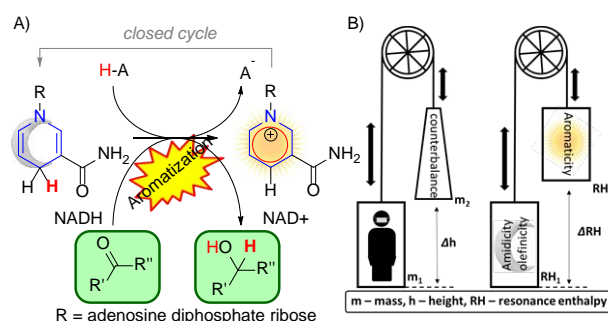 A)
closed cycle
H-A
A-
R
N
NH2
O
H H
NADH
Aromatization
R
N
+
NH2
O
H
NAD+
O
R' R"
HO H
R' R"
R = adenosine diphosphate ribose
B)
counterbalance
m2
Δh
m1
Aromaticity
RH
ΔRH
Amidicity
olefinicity
RH1
m – mass, h – height, RH – resonance enthalpy